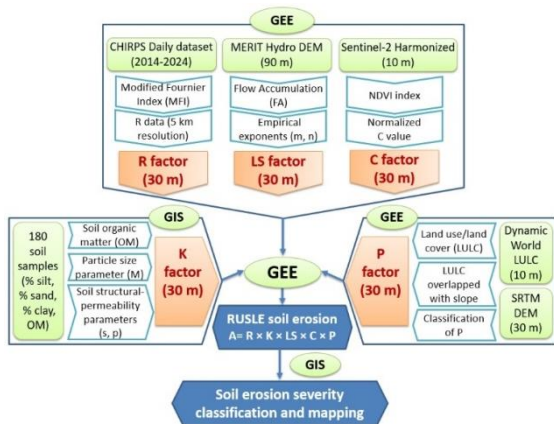 GEE
CHIRPS Daily dataset
(2014-2024)
Modified Fournier
Index (MFI)
R data (5 km
resolution)
R factor
(30 m)
MERIT Hydro DEM
(90 m)
Flow Accumulation
(FA)
Empirical
exponents (m, n)
LS factor
(30 m)
Sentinel-2 Harmonized
(10 m)
NDVI index
Normalized
C value
C factor
(30 m)
GIS
180
soil
samples
(% silt,
% sand,
% clay,
OM)
Soil organic
matter (OM)
Particle size
parameter (M)
Soil structural-
permeability
parameters
(s, p)
K
factor
(30 m)
GEE
GEE
P
factor
(30 m)
Land use/land
cover (LULC)
LULC
overlapped
with slope
Classification
of P
Dynamic
World
LULC
(10 m)
SRTM
DEM
(30 m)
RUSLE soil erosion
A= R × K × LS × C × P
GIS
Soil erosion severity
classification and mapping